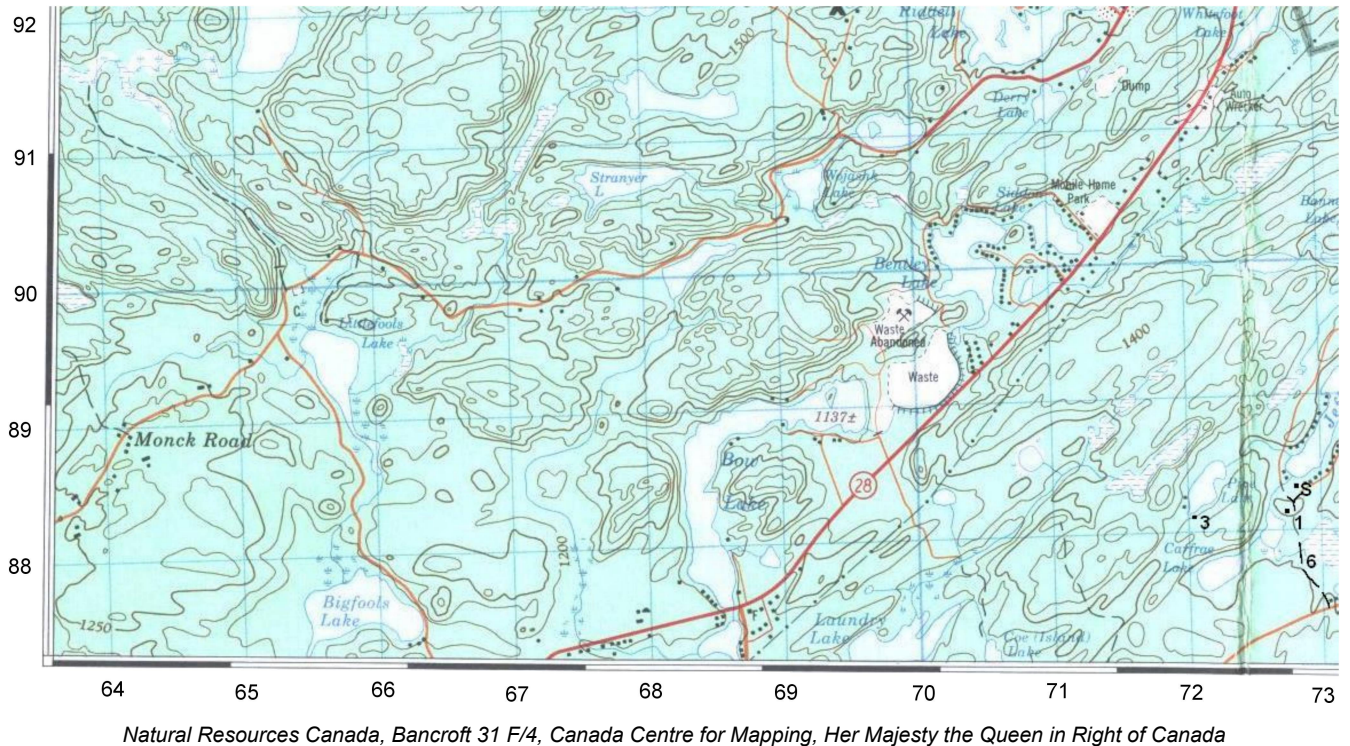 92
Riddell
Lake
1500
Whitefoot
Lake
Dump
Derry
Lake
Auto
Wrecker
91
Stranyer
L
Wojashk
Lake
Mobile Home
Park
Siddon
Lake
Lake
90
Bentley
Lake
Littlefools
Lake
Waste
Abandoned
1400
Waste
89
Monck Road
1137±
Bow
Lake
28
Pine
Lake
S
3
1
Caffrae
Lake
6
88
1200
Bigfools
Lake
1250
Laundry
Lake
Coe (Island)
Lake
64 65 66 67 68 69 70 71 72 73
Natural Resources Canada, Bancroft 31 F/4, Canada Centre for Mapping, Her Majesty the Queen in Right of Canada